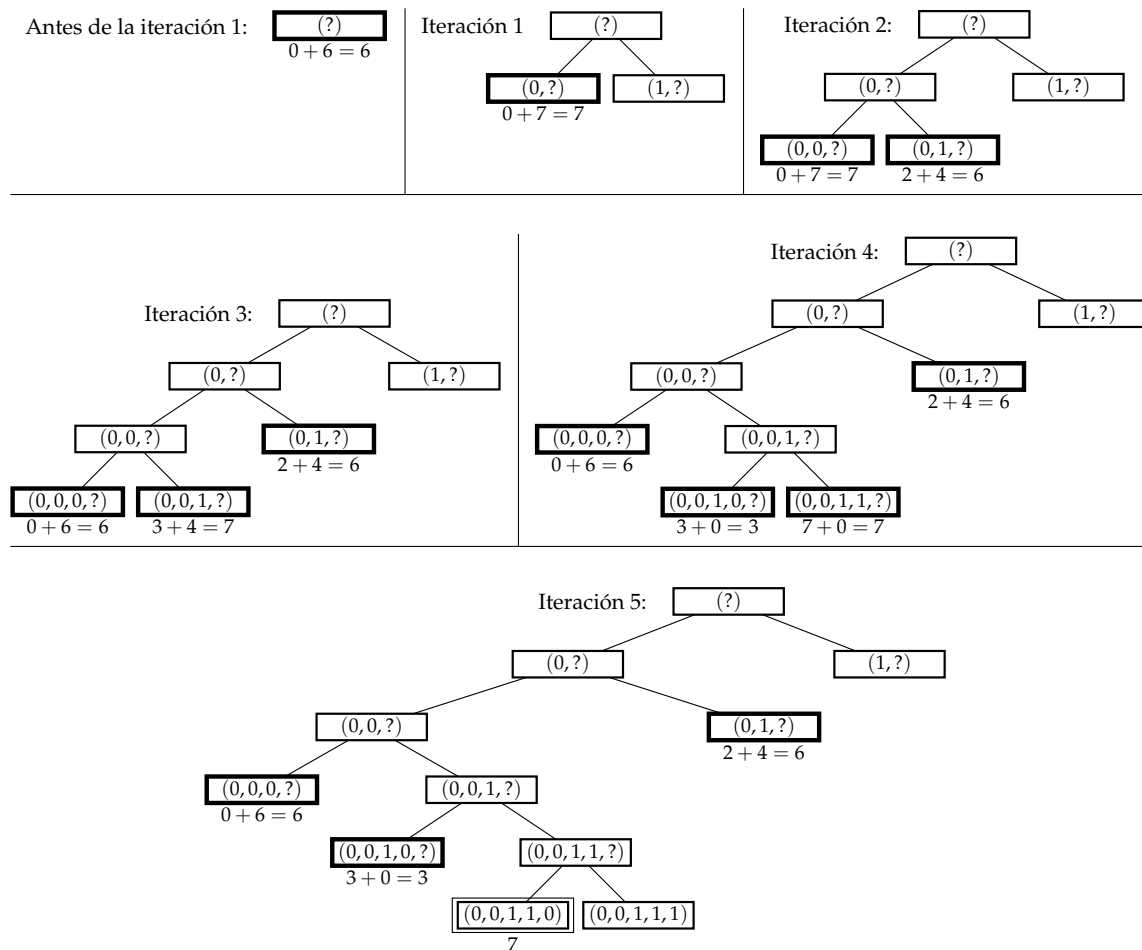 Antes de la iteración 1: (?)
0 + 6 = 6
Iteración 1 (?)
(0, ?) (1, ?)
0 + 7 = 7
Iteración 2: (?)
(0, ?) (1, ?)
(0, 0, ?) (0, 1, ?)
0 + 7 = 7 2 + 4 = 6
Iteración 3: (?)
(0, ?) (1, ?)
(0, 0, ?) (0, 1, ?)
2 + 4 = 6
(0, 0, 0, ?) (0, 0, 1, ?)
0 + 6 = 6 3 + 4 = 7
Iteración 4: (?)
(0, ?) (1, ?)
(0, 0, ?) (0, 1, ?)
2 + 4 = 6
(0, 0, 0, ?) (0, 0, 1, ?)
0 + 6 = 6
(0, 0, 1, 0, ?) (0, 0, 1, 1, ?)
3 + 0 = 3 7 + 0 = 7
Iteración 5: (?)
(0, ?) (1, ?)
(0, 0, ?) (0, 1, ?)
2 + 4 = 6
(0, 0, 0, ?) (0, 0, 1, ?)
0 + 6 = 6
(0, 0, 1, 0, ?) (0, 0, 1, 1, ?)
3 + 0 = 3
(0, 0, 1, 1, 0) (0, 0, 1, 1, 1)
7